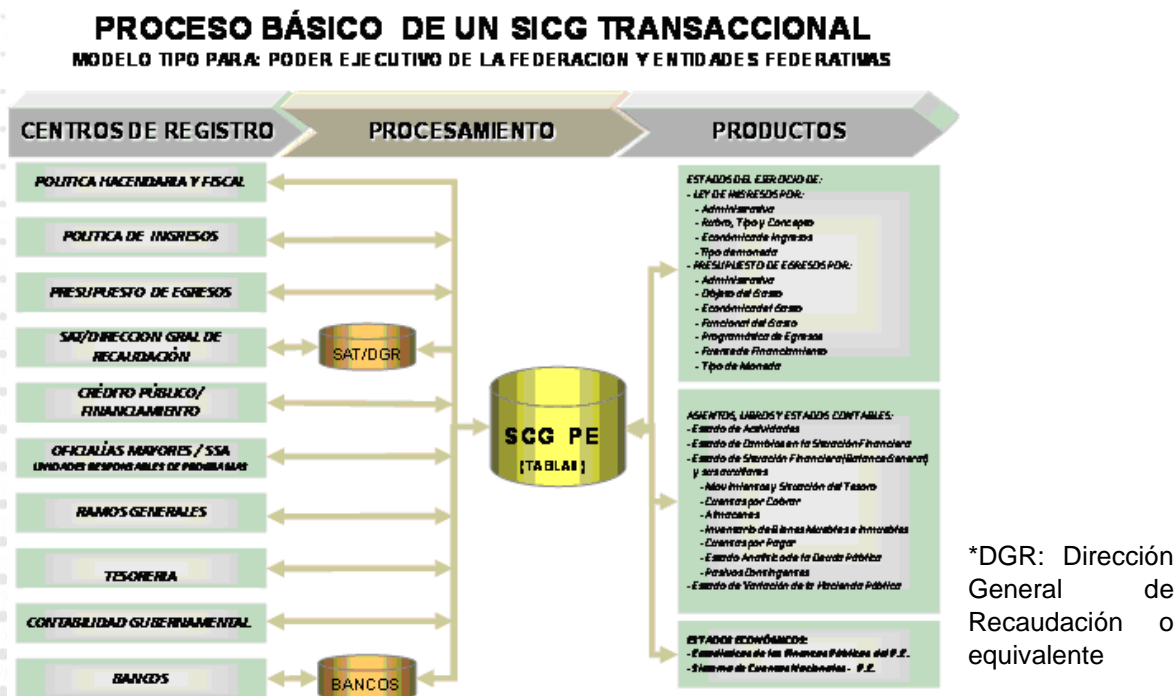 PROCESO BÁSICO DE UN SICG TRANSACCIONAL
MODELO TIPO PARA: PODER EJECUTIVO DE LA FEDERACION Y ENTIDADES FEDERATIVAS
CENTROS DE REGISTRO
PROCESAMIENTO
PRODUCTOS
POLITICA HACENDARIA Y FISCAL
POLITICA DE INGRESOS
PRESUPUESTO DE EGRESOS
SAT/DIRECCION GRAL DE
RECAUDACIÓN
CRÉDITO PÚBLICO/
FINANCIAMIENTO
OFICIALÍAS MAYORES / SSA
UNIDADES RESPONSABLES DE PROGRAMAS
RAMOS GENERALES
TESORERIA
CONTABILIDAD GUBERNAMENTAL
BANCOS
SAT/DGR
BANCOS
SCG PE
(TABLAS)
ESTADOS DEL EJERCICIO DE:
- LEY DE INGRESOS POR:
- Administrativa
- Rubro, Tipo y Concepto
- Económica de Ingresos
- Tipo de moneda
- PRESUPUESTO DE EGRESOS POR:
- Administrativa
- Objeto del Gasto
- Económica del Gasto
- Funcional del Gasto
- Programática de Egresos
- Fuente de Financiamiento
- Tipo de Moneda
ASIENTOS, LIBROS Y ESTADOS CONTABLES:
- Estado de Actividades
- Estado de Cambios en la Situación Financiera
- Estado de Situación Financiera (Balance General)
y sus auxiliares
- Movimientos y Situación del Tesoro
- Cuentas por Cobrar
- Almacenes
- Inventario de Bienes Muebles e Inmuebles
- Cuentas por Pagar
- Estado Analítico de la Deuda Pública
- Pasivos Contingentes
- Estado de Variación de la Hacienda Pública
ESTADOS ECONÓMICOS:
- Estadísticas de las Finanzas Públicas del P.E.
- Sistema de Cuentas Nacionales - P.E.
*DGR: Dirección
General de
Recaudación o
equivalente